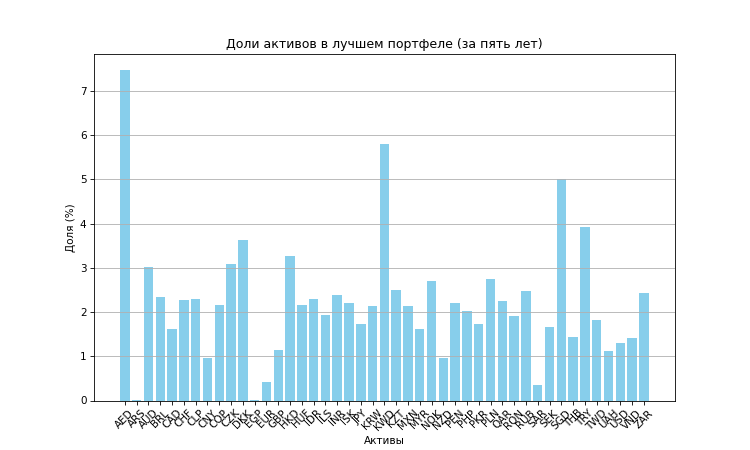 Доли активов в лучшем портфеле (за пять лет)
Доля (%)
7
6
5
4
3
2
1
0
AED
ARS
AUD
BRL
CAD
CHF
CLP
CNY
COP
CZK
DKK
EGP
EUR
GBP
HKD
HUF
IDR
ILS
INR
ISK
JPY
KRW
KWD
KZT
MXN
MYR
NOK
NZD
PEN
PHP
PKR
PLN
QAR
RON
RUB
SAR
SEK
SGD
THB
TRY
TWD
UAH
USD
VND
ZAR
Активы